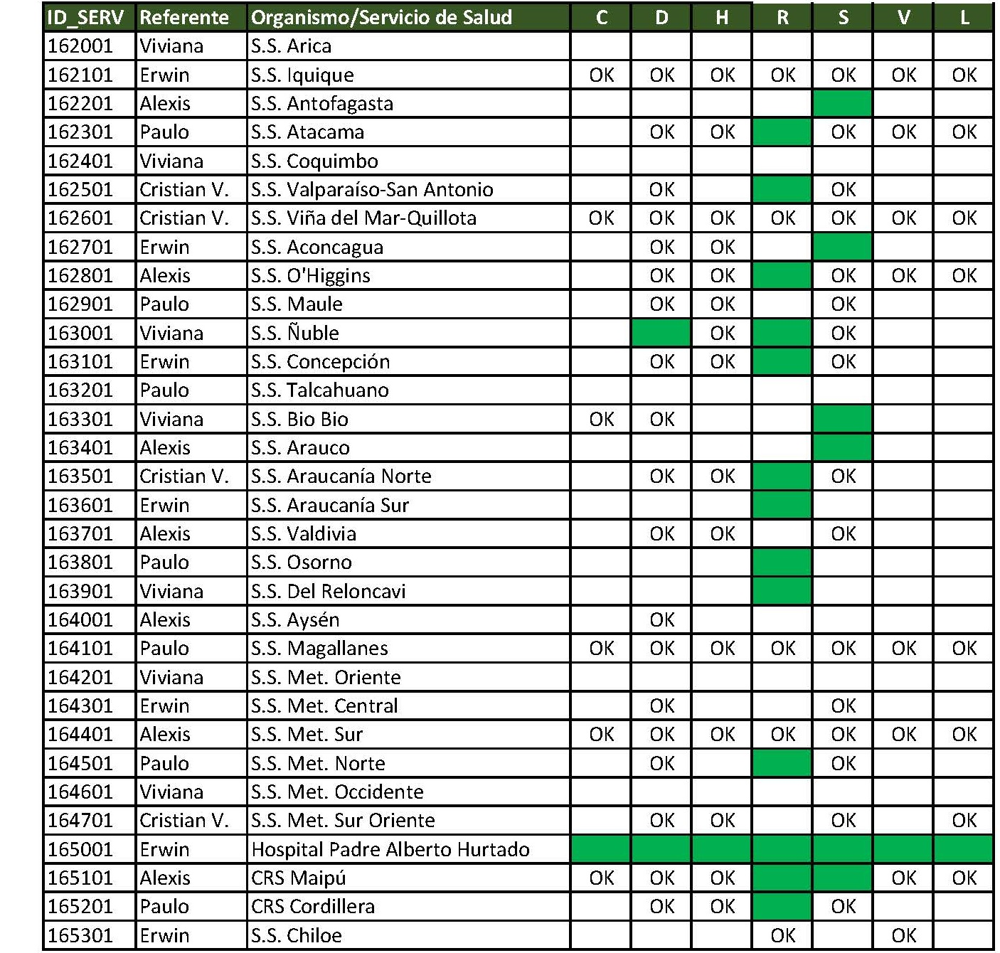 ID_SERV Referente Organismo/Servicio de Salud C D H R S V L
162001 Viviana S.S. Arica
162101 Erwin S.S. Iquique OK OK OK OK OK OK OK
162201 Alexis S.S. Antofagasta
162301 Paulo S.S. Atacama OK OK OK OK OK
162401 Viviana S.S. Coquimbo
162501 Cristian V. S.S. Valparaíso-San Antonio OK OK
162601 Cristian V. S.S. Viña del Mar-Quillota OK OK OK OK OK OK OK
162701 Erwin S.S. Aconcagua OK OK
162801 Alexis S.S. O'Higgins OK OK OK OK OK
162901 Paulo S.S. Maule OK OK OK
163001 Viviana S.S. Ñuble OK OK
163101 Erwin S.S. Concepción OK OK OK
163201 Paulo S.S. Talcahuano
163301 Viviana S.S. Bio Bio OK OK
163401 Alexis S.S. Arauco
163501 Cristian V. S.S. Araucanía Norte OK OK OK
163601 Erwin S.S. Araucanía Sur
163701 Alexis S.S. Valdivia OK OK OK
163801 Paulo S.S. Osorno
163901 Viviana S.S. Del Reloncavi
164001 Alexis S.S. Aysén OK
164101 Paulo S.S. Magallanes OK OK OK OK OK OK OK
164201 Viviana S.S. Met. Oriente
164301 Erwin S.S. Met. Central OK OK
164401 Alexis S.S. Met. Sur OK OK OK OK OK OK OK
164501 Paulo S.S. Met. Norte OK OK
164601 Viviana S.S. Met. Occidente
164701 Cristian V. S.S. Met. Sur Oriente OK OK OK OK
165001 Erwin Hospital Padre Alberto Hurtado
165101 Alexis CRS Maipú OK OK OK OK OK
165201 Paulo CRS Cordillera OK OK OK
165301 Erwin S.S. Chiloe OK OK